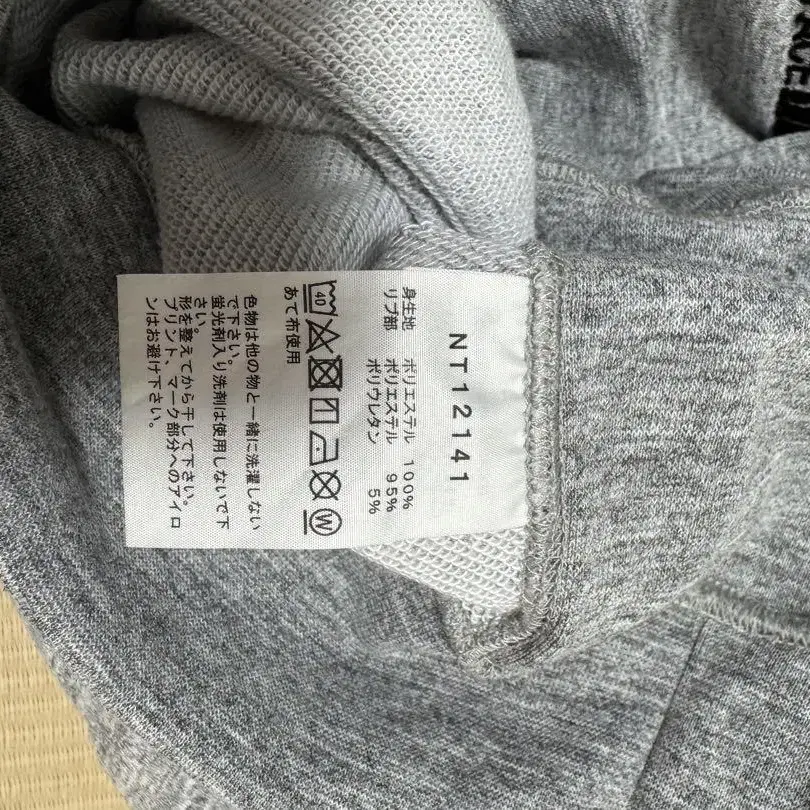 NT12141
身生地 ポリエステル 100%
リブ部 ポリエステル 95%
ポリウレタン 5%
40
W
あて布使用
色物は他の物と一緒に洗濯しない
で下さい。
蛍光剤入り洗剤は使用しないで下
さい。
形を整えてから干して下さい。
プリント、マーク部分へのアイロ
ンはお避け下さい。